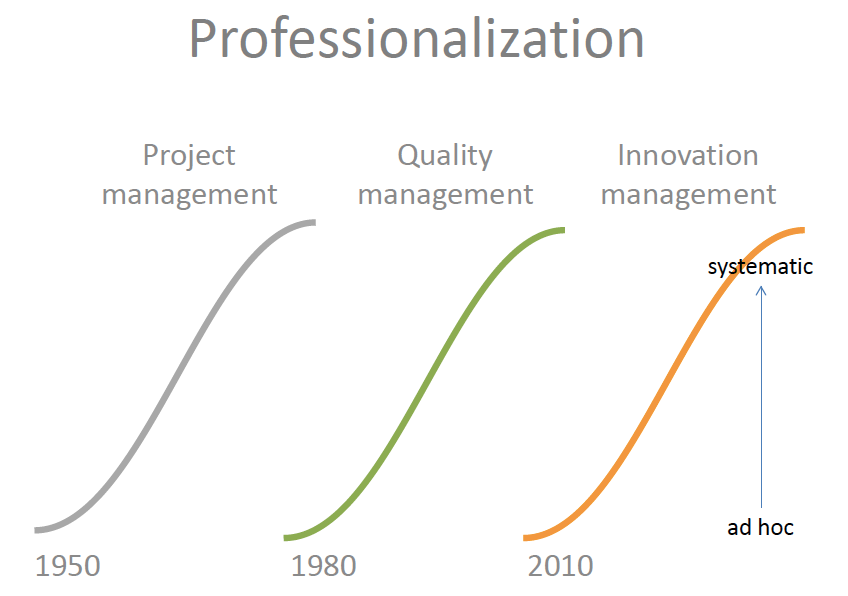 Professionalization
Project
management
Quality
management
Innovation
management
systematic
ad hoc
1950
1980
2010